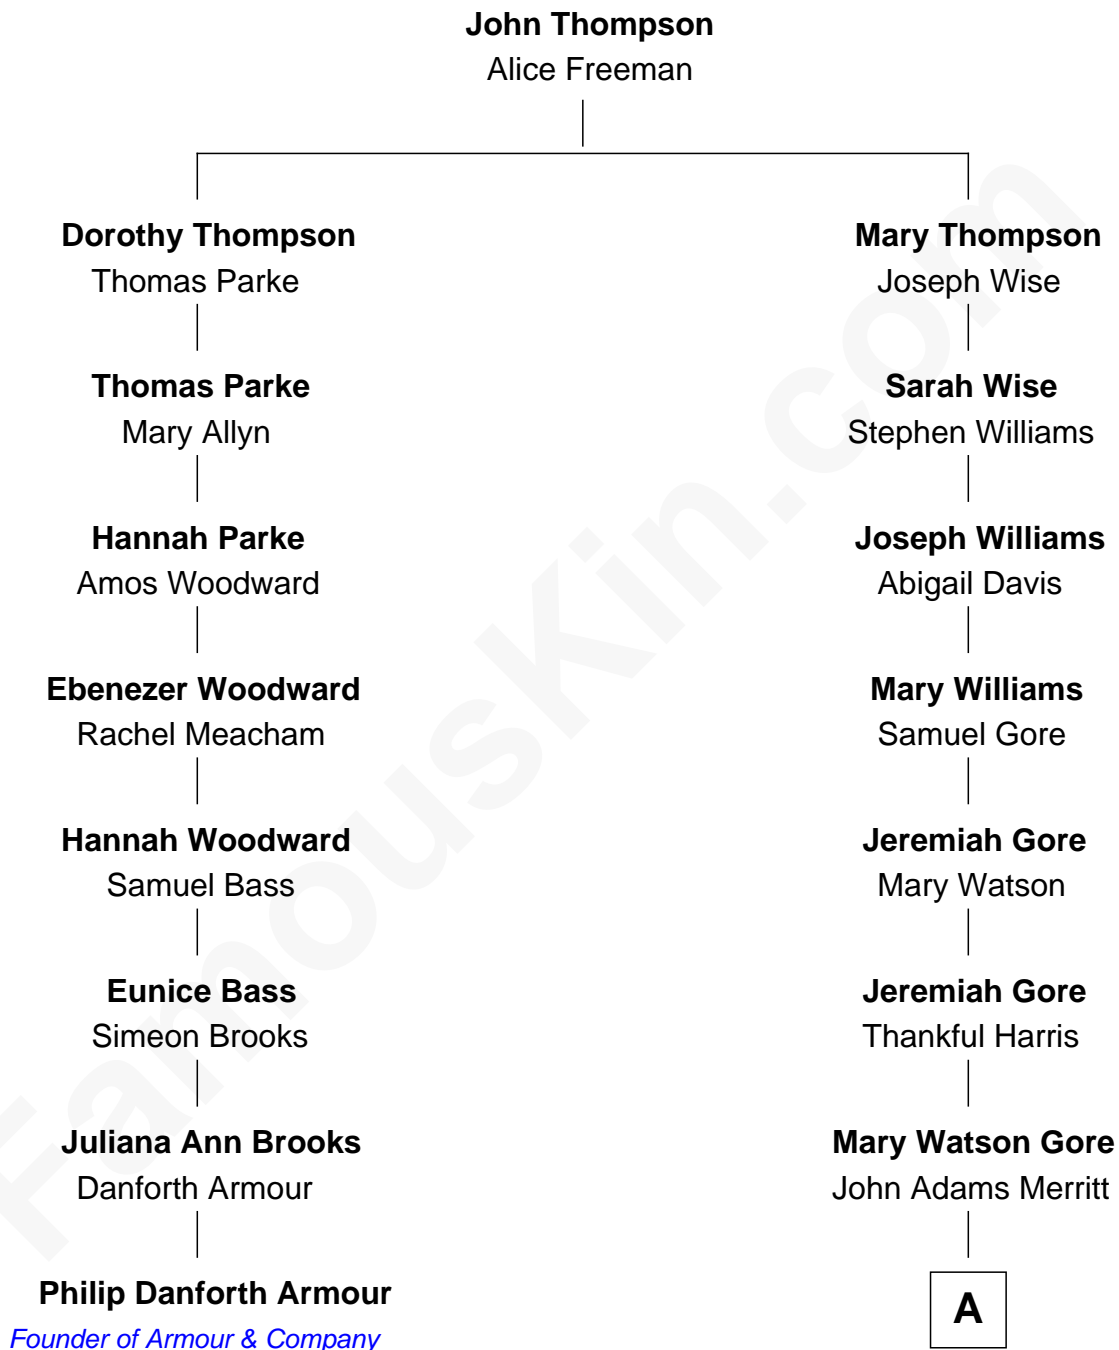 John Thompson
Alice Freeman
Dorothy Thompson
Thomas Parke
Mary Thompson
Joseph Wise
Thomas Parke
Mary Allyn
Sarah Wise
Stephen Williams
Hannah Parke
Amos Woodward
Joseph Williams
Abigail Davis
Ebenezer Woodward
Rachel Meacham
Mary Williams
Samuel Gore
Hannah Woodward
Samuel Bass
Jeremiah Gore
Mary Watson
Eunice Bass
Simeon Brooks
Jeremiah Gore
Thankful Harris
Juliana Ann Brooks
Danforth Armour
Mary Watson Gore
John Adams Merritt
Philip Danforth Armour
Founder of Armour & Company
A
FamousKin.com